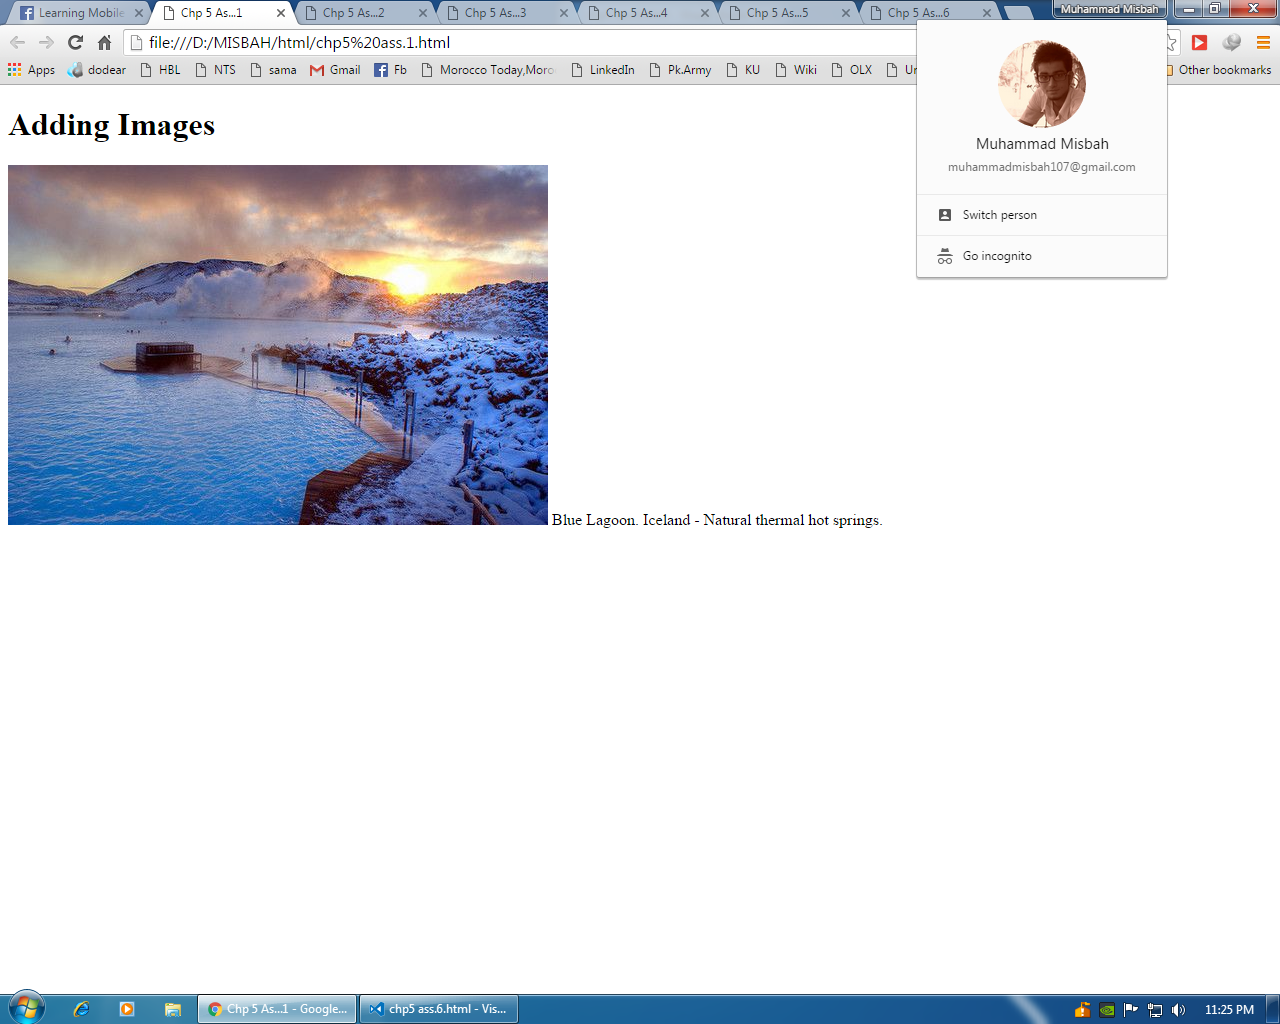 Learning Mobile
Chp 5 As...1
Chp 5 As...2
Chp 5 As...3
Chp 5 As...4
Chp 5 As...5
Chp 5 As...6
Muhammad Misbah
file:///D:/MISBAH/html/chp5%20ass.1.html
Apps dodear HBL NTS sama Gmail Fb Morocco Today,Moro LinkedIn Pk.Army KU Wiki OLX Other bookmarks
Muhammad Misbah
muhammadmisbah107@gmail.com
Switch person
Go incognito
Adding Images
Blue Lagoon. Iceland - Natural thermal hot springs.
Chp 5 As...1 - Google...
chp5 ass.6.html - Vis...
11:25 PM